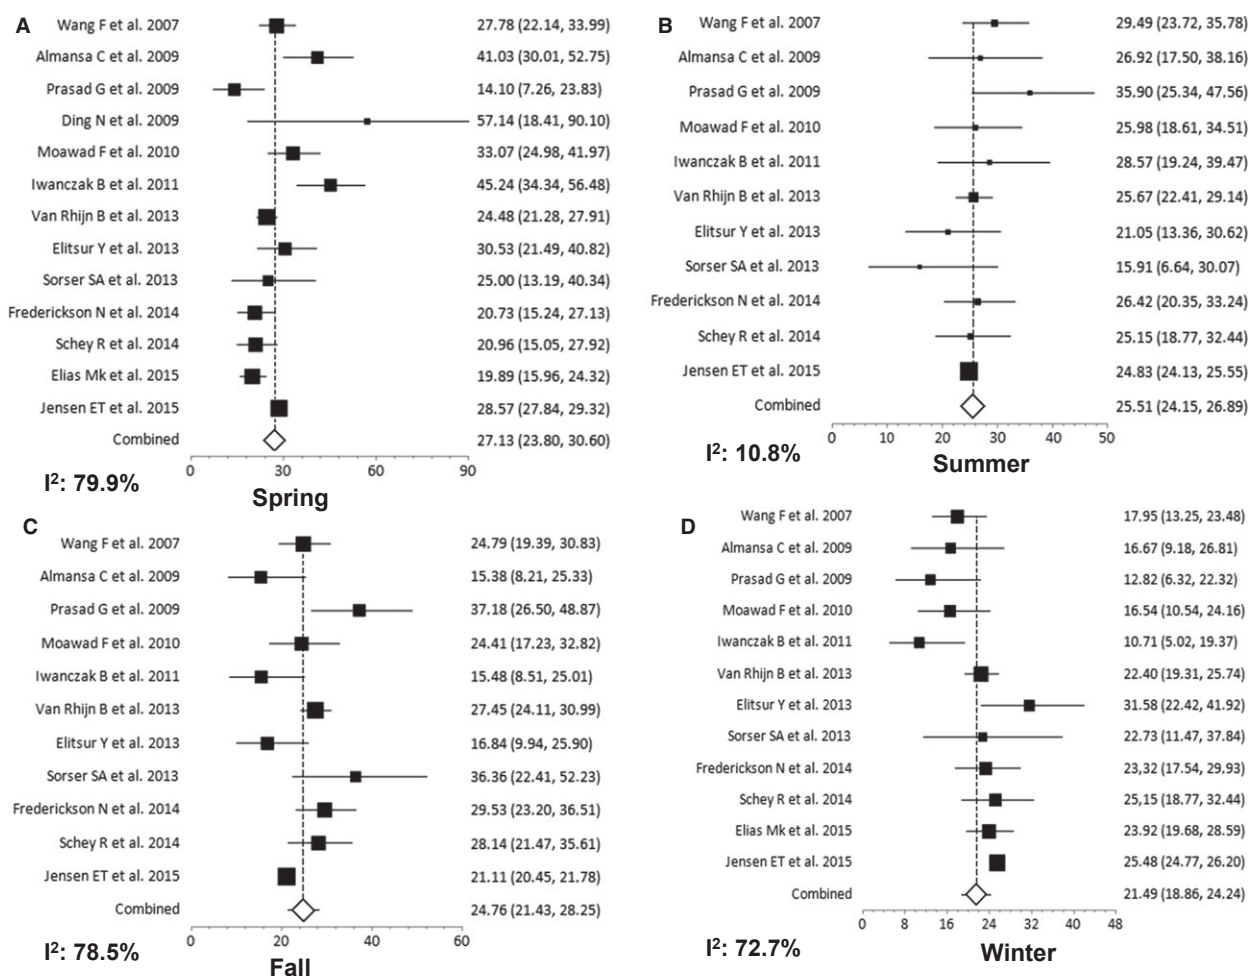 A
Wang F et al. 2007 27.78 (22.14, 33.99)
Almansa C et al. 2009 41.03 (30.01, 52.75)
Prasad G et al. 2009 14.10 (7.26, 23.83)
Ding N et al. 2009 57.14 (18.41, 90.10)
Moawad F et al. 2010 33.07 (24.98, 41.97)
Iwanczak B et al. 2011 45.24 (34.34, 56.48)
Van Rhijn B et al. 2013 24.48 (21.28, 27.91)
Elitsur Y et al. 2013 30.53 (21.49, 40.82)
Sorser SA et al. 2013 25.00 (13.19, 40.34)
Frederickson N et al. 2014 20.73 (15.24, 27.13)
Schey R et al. 2014 20.96 (15.05, 27.92)
Elias Mk et al. 2015 19.89 (15.96, 24.32)
Jensen ET et al. 2015 28.57 (27.84, 29.32)
Combined 27.13 (23.80, 30.60)
0 30 60 90
I²: 79.9%
Spring
B
Wang F et al. 2007 29.49 (23.72, 35.78)
Almansa C et al. 2009 26.92 (17.50, 38.16)
Prasad G et al. 2009 35.90 (25.34, 47.56)
Moawad F et al. 2010 25.98 (18.61, 34.51)
Iwanczak B et al. 2011 28.57 (19.24, 39.47)
Van Rhijn B et al. 2013 25.67 (22.41, 29.14)
Elitsur Y et al. 2013 21.05 (13.36, 30.62)
Sorser SA et al. 2013 15.91 (6.64, 30.07)
Frederickson N et al. 2014 26.42 (20.35, 33.24)
Schey R et al. 2014 25.15 (18.77, 32.44)
Jensen ET et al. 2015 24.83 (24.13, 25.55)
Combined 25.51 (24.15, 26.89)
0 10 20 30 40 50
I²: 10.8%
Summer
C
Wang F et al. 2007 24.79 (19.39, 30.83)
Almansa C et al. 2009 15.38 (8.21, 25.33)
Prasad G et al. 2009 37.18 (26.50, 48.87)
Moawad F et al. 2010 24.41 (17.23, 32.82)
Iwanczak B et al. 2011 15.48 (8.51, 25.01)
Van Rhijn B et al. 2013 27.45 (24.11, 30.99)
Elitsur Y et al. 2013 16.84 (9.94, 25.90)
Sorser SA et al. 2013 36.36 (22.41, 52.23)
Frederickson N et al. 2014 29.53 (23.20, 36.51)
Schey R et al. 2014 28.14 (21.47, 35.61)
Jensen ET et al. 2015 21.11 (20.45, 21.78)
Combined 24.76 (21.43, 28.25)
0 20 40 60
I²: 78.5%
Fall
D
Wang F et al. 2007 17.95 (13.25, 23.48)
Almansa C et al. 2009 16.67 (9.18, 26.81)
Prasad G et al. 2009 12.82 (6.32, 22.32)
Moawad F et al. 2010 16.54 (10.54, 24.16)
Iwanczak B et al. 2011 10.71 (5.02, 19.37)
Van Rhijn B et al. 2013 22.40 (19.31, 25.74)
Elitsur Y et al. 2013 31.58 (22.42, 41.92)
Sorser SA et al. 2013 22.73 (11.47, 37.84)
Frederickson N et al. 2014 23,32 (17.54, 29.93)
Schey R et al. 2014 25,15 (18.77, 32.44)
Elias Mk et al. 2015 23.92 (19.68, 28.59)
Jensen ET et al. 2015 25.48 (24.77, 26.20)
Combined 21.49 (18.86, 24.24)
0 8 16 24 32 40 48
I²: 72.7%
Winter